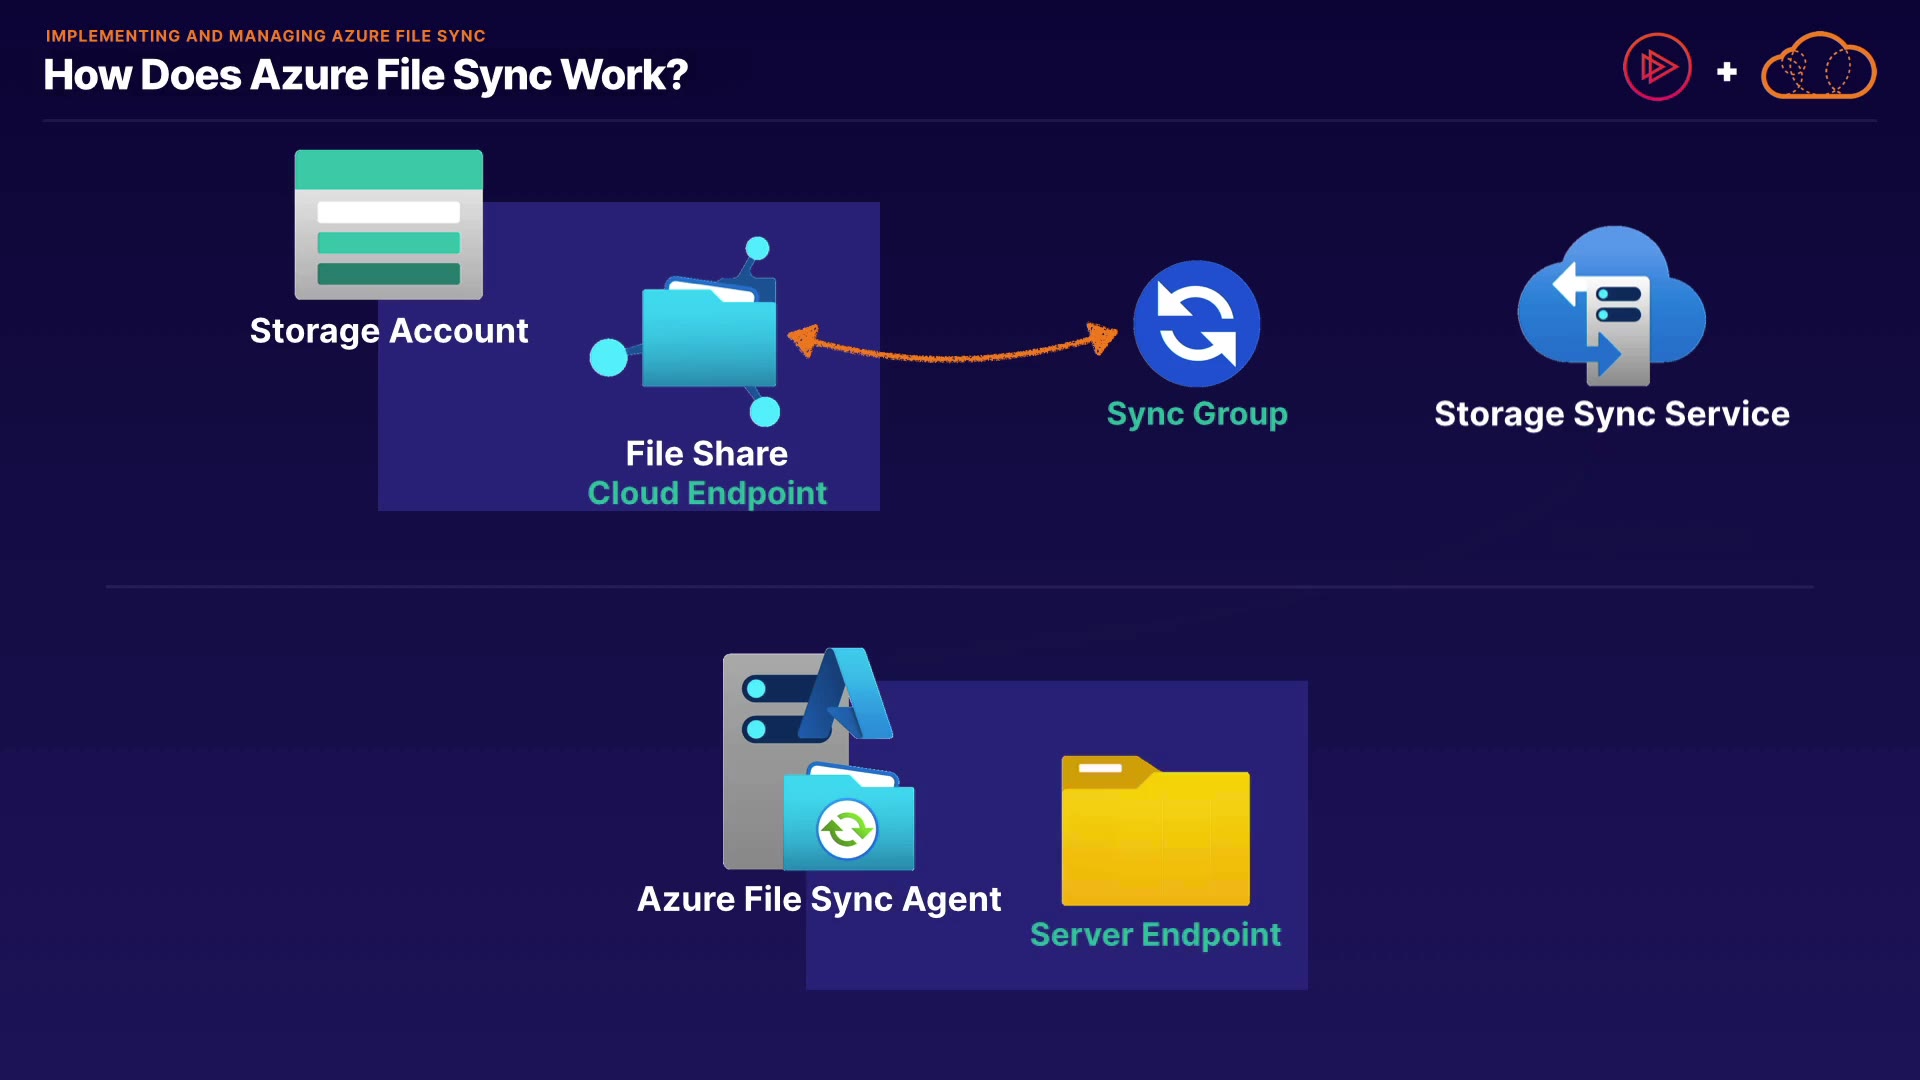 IMPLEMENTING AND MANAGING AZURE FILE SYNC
How Does Azure File Sync Work?
Storage Account
File Share
Cloud Endpoint
Sync Group
Storage Sync Service
Azure File Sync Agent
Server Endpoint